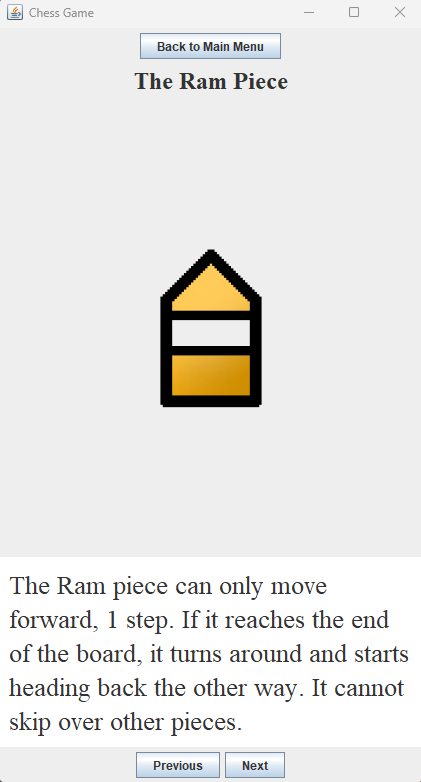 Chess Game
Back to Main Menu
The Ram Piece
The Ram piece can only move
forward, 1 step. If it reaches the end
of the board, it turns around and starts
heading back the other way. It cannot
skip over other pieces.
Previous
Next